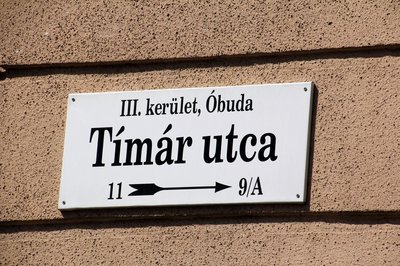 III. kerület, Óbuda
Tímár utca
11 → 9/A